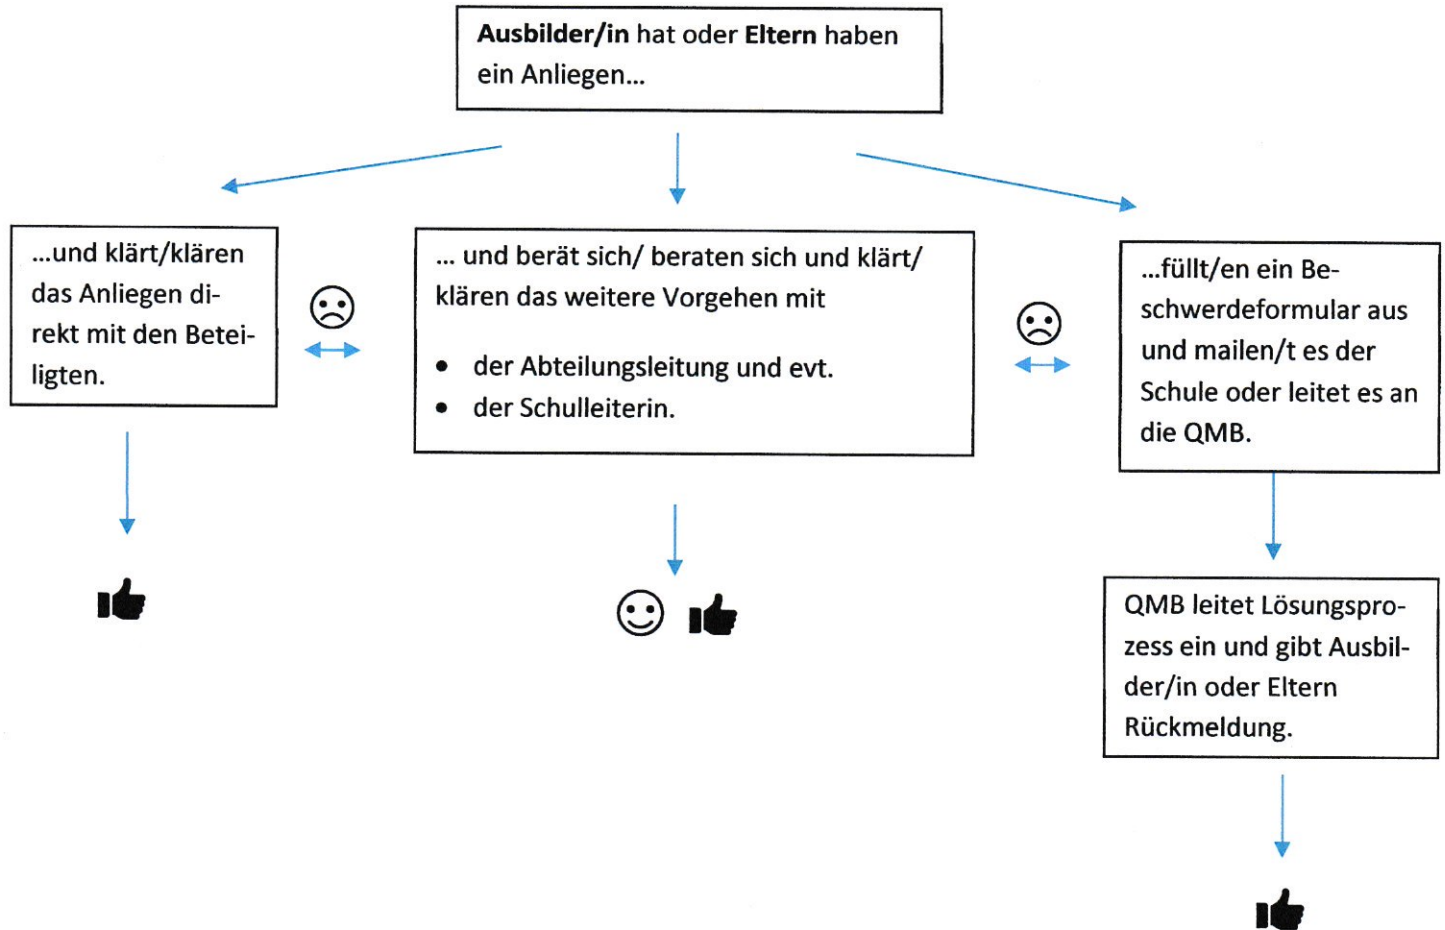 Ausbilder/in hat oder Eltern haben
ein Anliegen...
...und klärt/klären
das Anliegen di-
rekt mit den Betei-
ligten.
... und berät sich/ beraten sich und klärt/
klären das weitere Vorgehen mit
• der Abteilungsleitung und evt.
• der Schulleiterin.
...füllt/en ein Be-
schwerdeformular aus
und mailen/t es der
Schule oder leitet es an
die QMB.
QMB leitet Lösungspro-
zess ein und gibt Ausbil-
der/in oder Eltern
Rückmeldung.